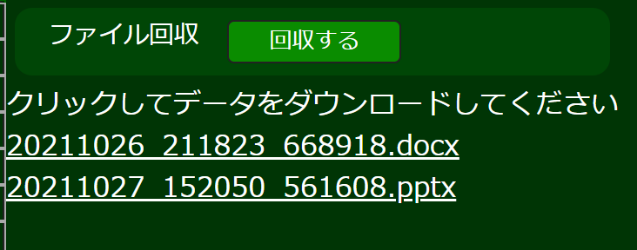 ファイル回収 回収する
クリックしてデータをダウンロードしてください
20211026_211823_668918.docx
20211027_152050_561608.pptx